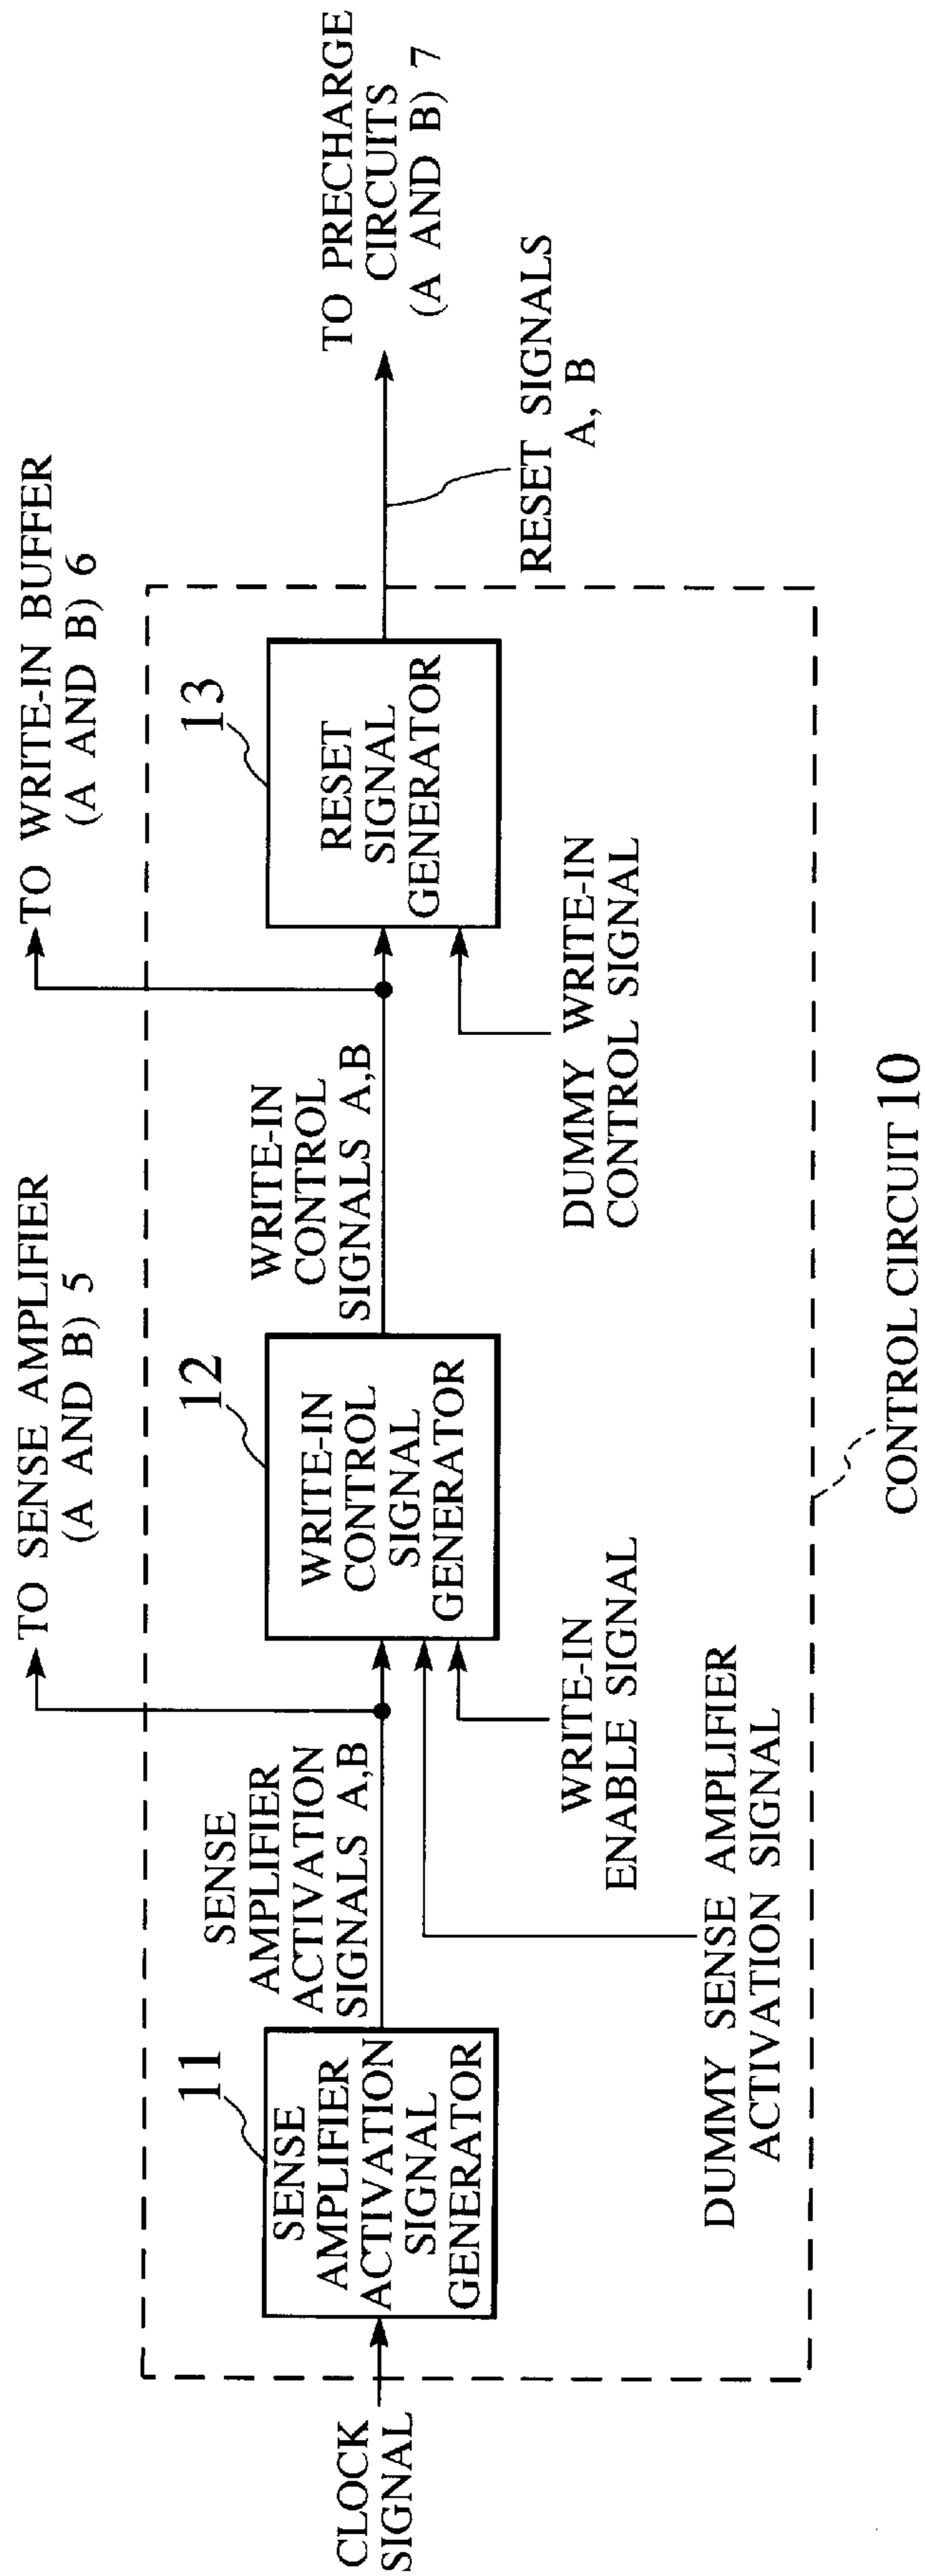 CLOCK
SIGNAL
11
SENSE
AMPLIFIER
ACTIVATION
SIGNAL
GENERATOR
SENSE
AMPLIFIER
ACTIVATION
SIGNALS A,B
TO SENSE AMPLIFIER
(A AND B) 5
DUMMY SENSE AMPLIFIER
ACTIVATION SIGNAL
WRITE-IN
ENABLE SIGNAL
12
WRITE-IN
CONTROL
SIGNAL
GENERATOR
WRITE-IN
CONTROL
SIGNALS A,B
TO WRITE-IN BUFFER
(A AND B) 6
DUMMY WRITE-IN
CONTROL SIGNAL
13
RESET
SIGNAL
GENERATOR
RESET SIGNALS
A, B
TO PRECHARGE
CIRCUITS
(A AND B) 7
CONTROL CIRCUIT 10